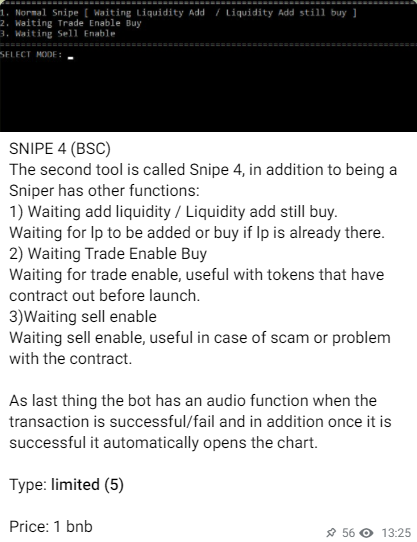 1. Normal Snipe [ Waiting Liquidity Add  / Liquidity Add still buy ]
2. Waiting Trade Enable Buy
3. Waiting Sell Enable
SELECT MODE:
SNIPE 4 (BSC)
The second tool is called Snipe 4, in addition to being a
Sniper has other functions:
1) Waiting add liquidity / Liquidity add still buy.
Waiting for lp to be added or buy if lp is already there.
2) Waiting Trade Enable Buy
Waiting for trade enable, useful with tokens that have
contract out before launch.
3)Waiting sell enable
Waiting sell enable, useful in case of scam or problem
with the contract.
As last thing the bot has an audio function when the
transaction is successful/fail and in addition once it is
successful it automatically opens the chart.
Type: limited (5)
Price: 1 bnb
56 13:25